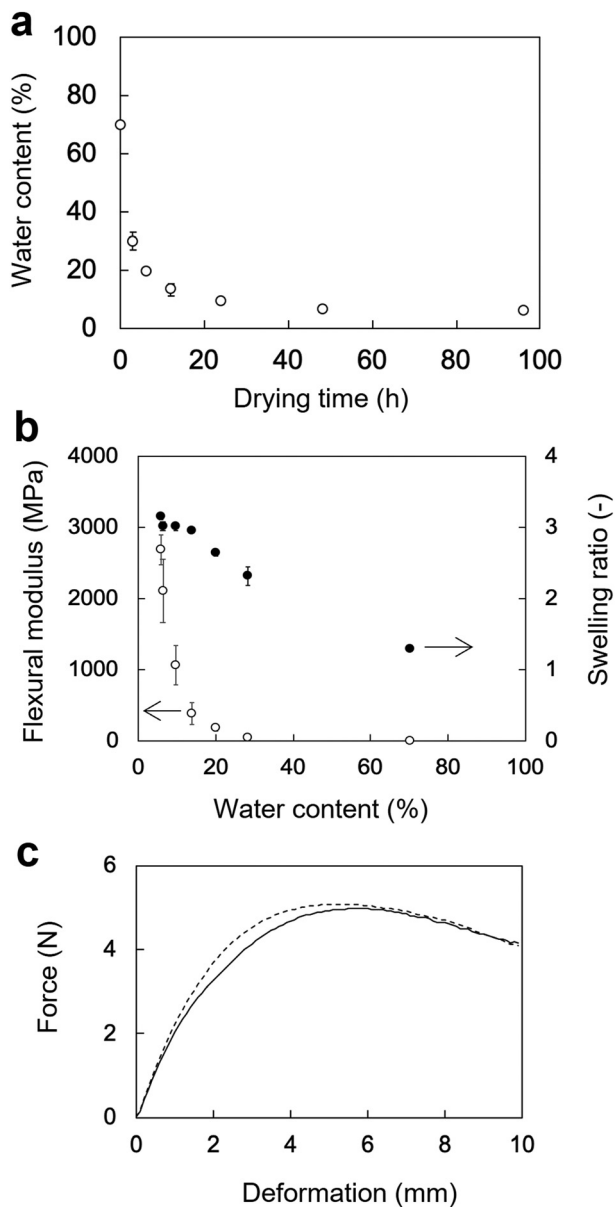 a
100
80
60
40
20
0
Water content (%)
0 20 40 60 80 100
Drying time (h)
b
4000 4
3000 3
2000 2
1000 1
0 0
Flexural modulus (MPa)
Swelling ratio (-)
0 20 40 60 80 100
Water content (%)
c
6
4
2
0
Force (N)
0 2 4 6 8 10
Deformation (mm)